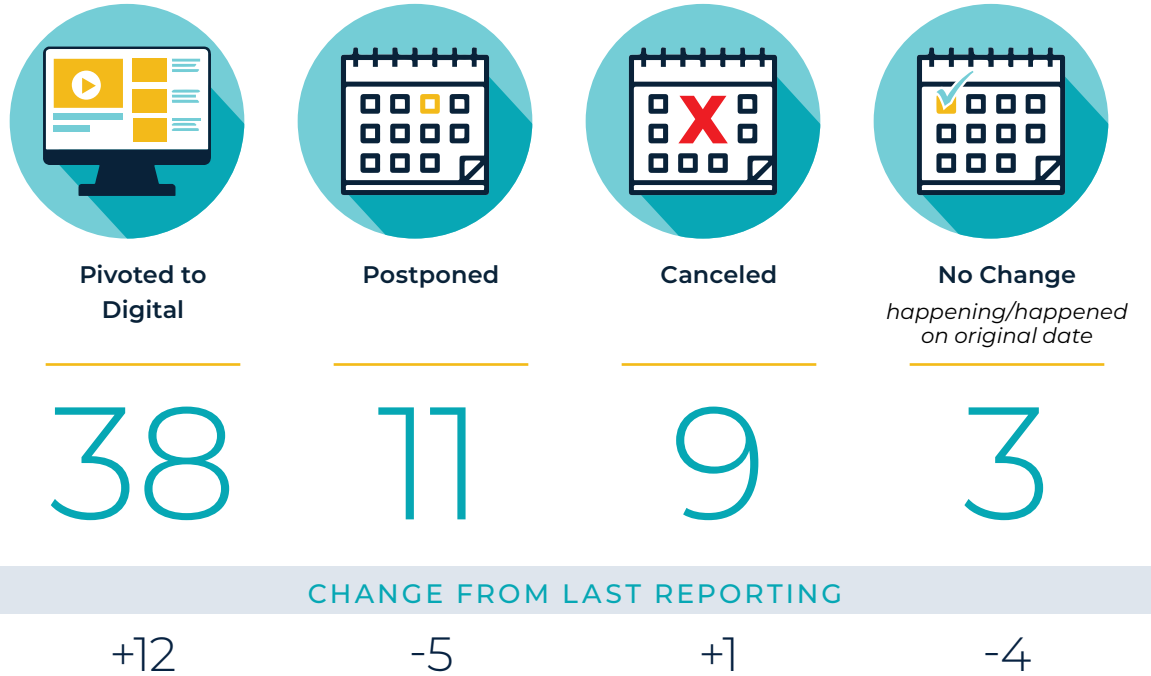 Pivoted to
Digital
Postponed
Canceled
No Change
happening/happened
on original date
38
11
9
3
CHANGE FROM LAST REPORTING
+12
-5
+1
-4